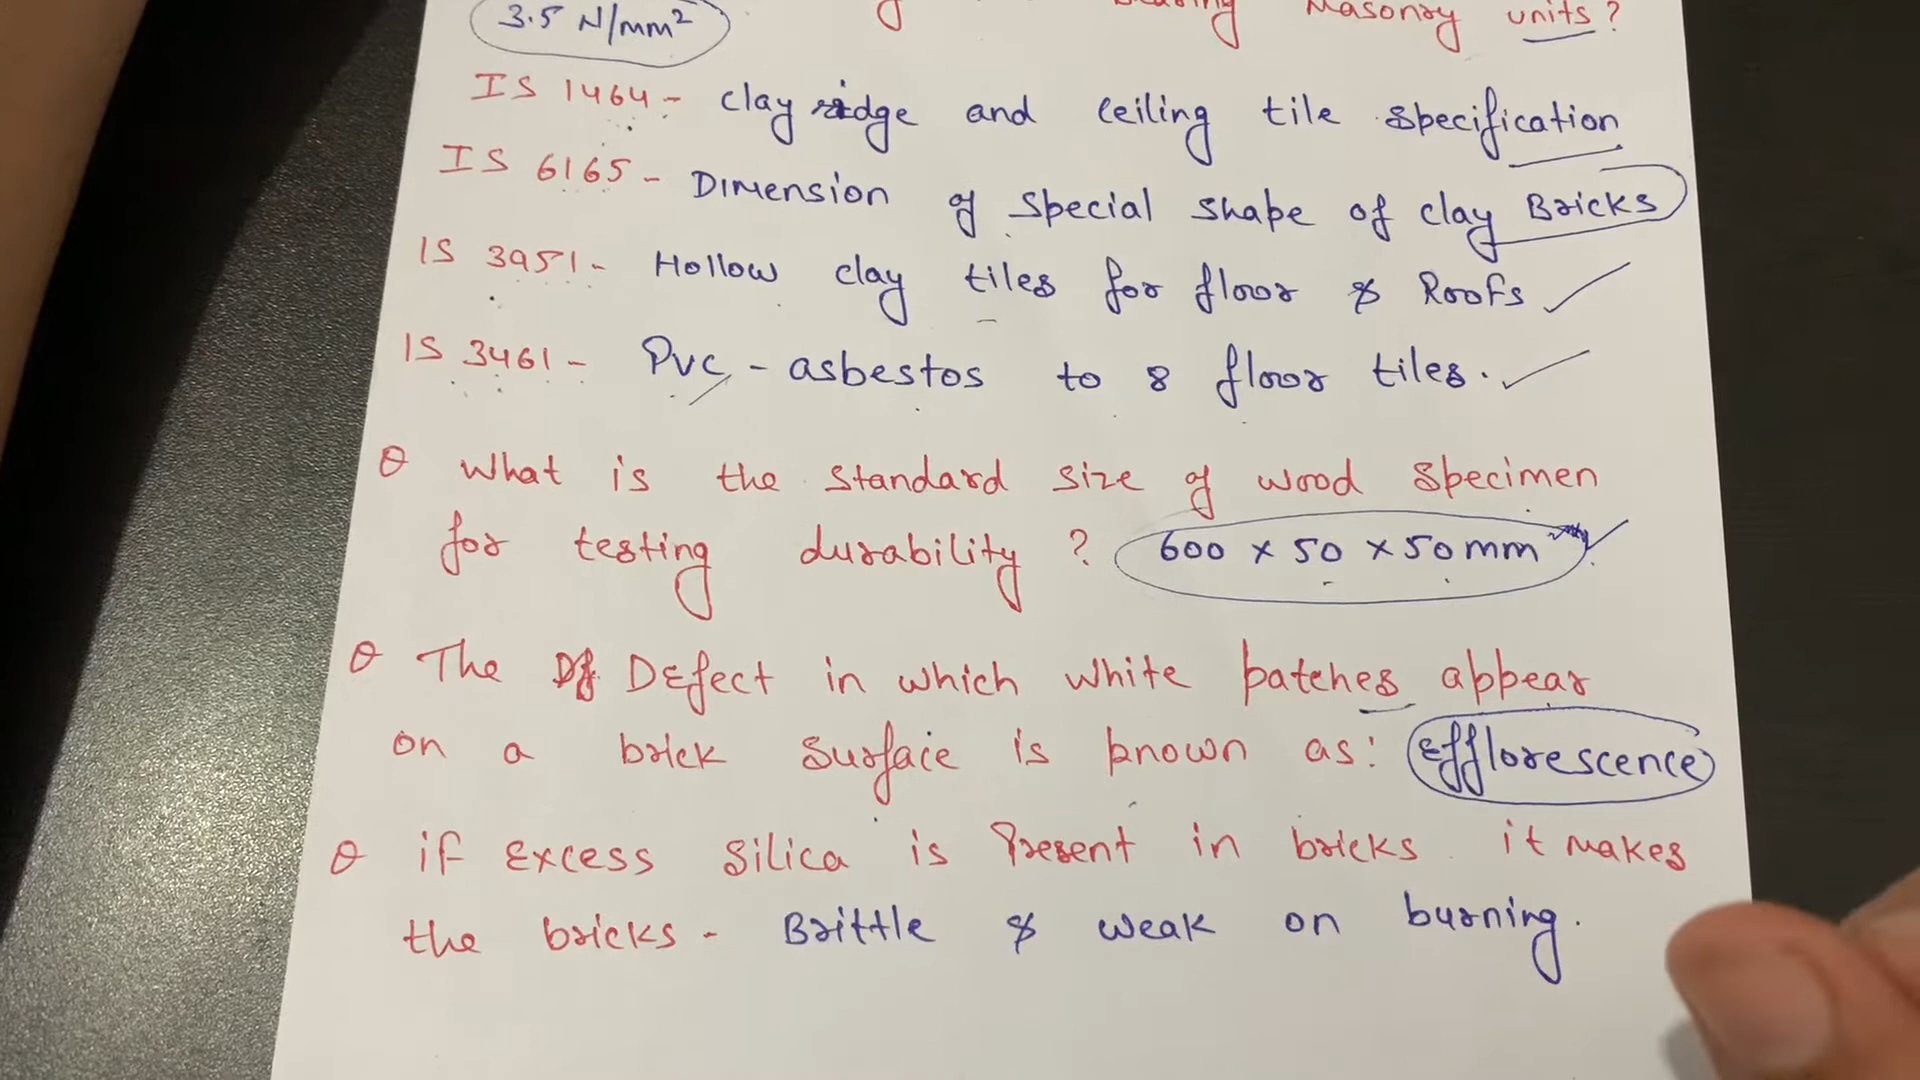 3.5 N/mm² Masonry units?
IS 1464 - Clay ridge and Ceiling tile specification
IS 6165 - Dimension of special shape of clay Bricks
IS 3951 - Hollow clay tiles for floor & Roofs
IS 3461 - PVC - asbestos to 8 floor tiles.
θ What is the standard size of wood specimen
for testing durability ? 600 x 50 x 50 mm
θ The Defect in which white patches appear
on a brick surface is known as: Efflorescence
θ if excess silica is Present in bricks it makes
the bricks - Brittle & weak on burning.